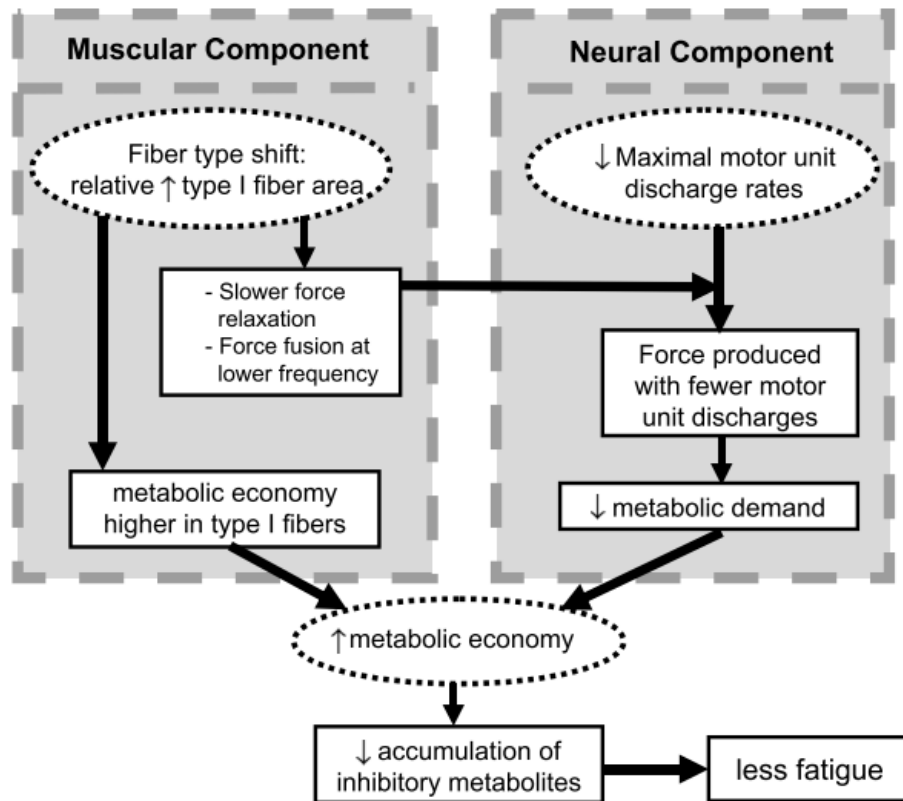 Muscular Component
Fiber type shift:
relative ↑ type I fiber area
- Slower force
relaxation
- Force fusion at
lower frequency
metabolic economy
higher in type I fibers
Neural Component
↓ Maximal motor unit
discharge rates
Force produced
with fewer motor
unit discharges
↓ metabolic demand
↑ metabolic economy
↓ accumulation of
inhibitory metabolites
less fatigue